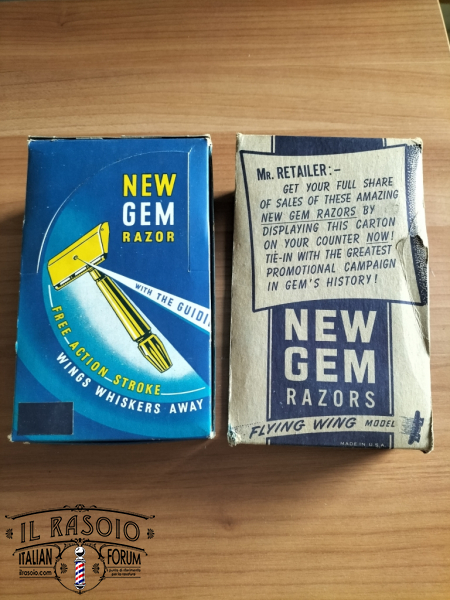 NEW
GEM
RAZOR
WITH THE GUIDI
FREE ACTION STROKE
WINGS WHISKERS AWAY
MR. RETAILER:-
GET YOUR FULL SHARE
OF SALES OF THESE AMAZING
NEW GEM RAZORS BY
DISPLAYING THIS CARTON
ON YOUR COUNTER NOW!
TIE-IN WITH THE GREATEST
PROMOTIONAL CAMPAIGN
IN GEM'S HISTORY!
NEW
GEM
RAZORS
FLYING WING MODEL
MADE IN U.S.A.
IL RASOIO
ITALIAN FORUM
ilrasoio.com